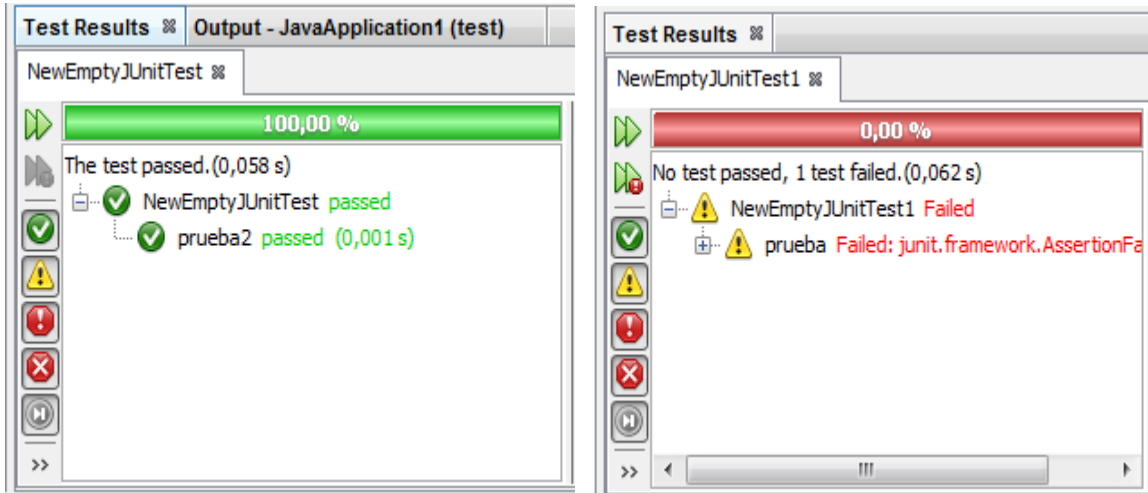 Test Results
Output - JavaApplication1 (test)
NewEmptyJUnitTest
100,00 %
The test passed.(0,058 s)
NewEmptyJUnitTest passed
prueba2 passed (0,001 s)
>>
Test Results
NewEmptyJUnitTest1
0,00 %
No test passed, 1 test failed.(0,062 s)
NewEmptyJUnitTest1 Failed
prueba Failed: junit.framework.AssertionFa
>>